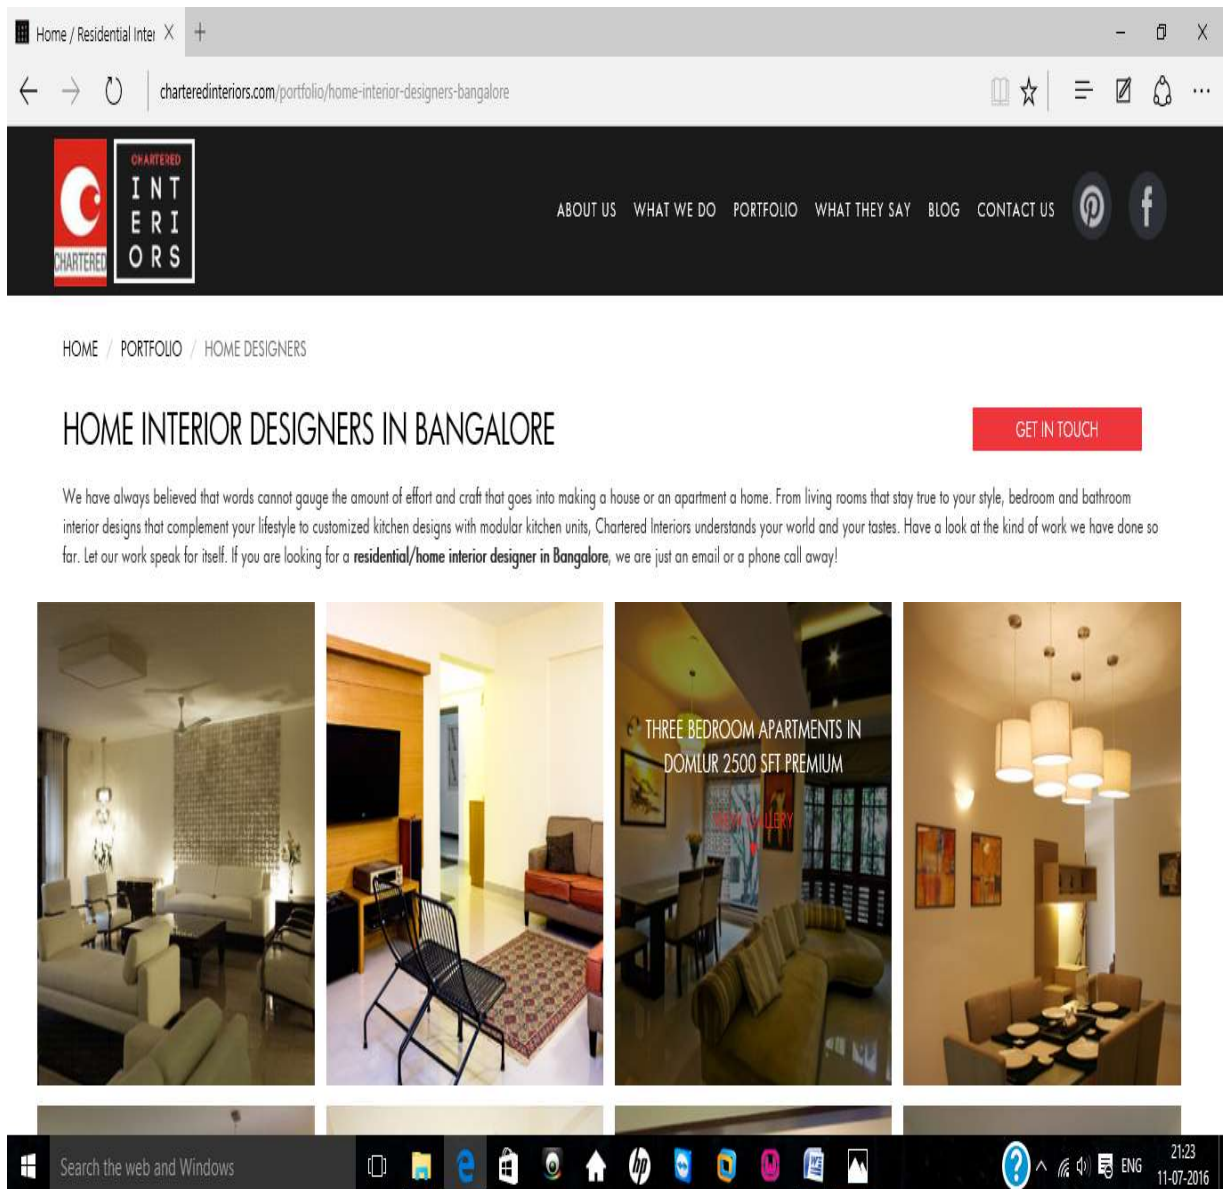 Home / Residential Inter
charteredinteriors.com/portfolio/home-interior-designers-bangalore
CHARTERED
CHARTERED
INT
ERI
ORS
ABOUT US WHAT WE DO PORTFOLIO WHAT THEY SAY BLOG CONTACT US
HOME / PORTFOLIO / HOME DESIGNERS
HOME INTERIOR DESIGNERS IN BANGALORE
GET IN TOUCH
We have always believed that words cannot gauge the amount of effort and craft that goes into making a house or an apartment a home. From living rooms that stay true to your style, bedroom and bathroom
interior designs that complement your lifestyle to customized kitchen designs with modular kitchen units, Chartered Interiors understands your world and your tastes. Have a look at the kind of work we have done so
far. Let our work speak for itself. If you are looking for a residential/home interior designer in Bangalore, we are just an email or a phone call away!
THREE BEDROOM APARTMENTS IN
DOMLUR 2500 SFT PREMIUM
VIEW GALLERY
Search the web and Windows
hp
ENG
21:23
11-07-2016